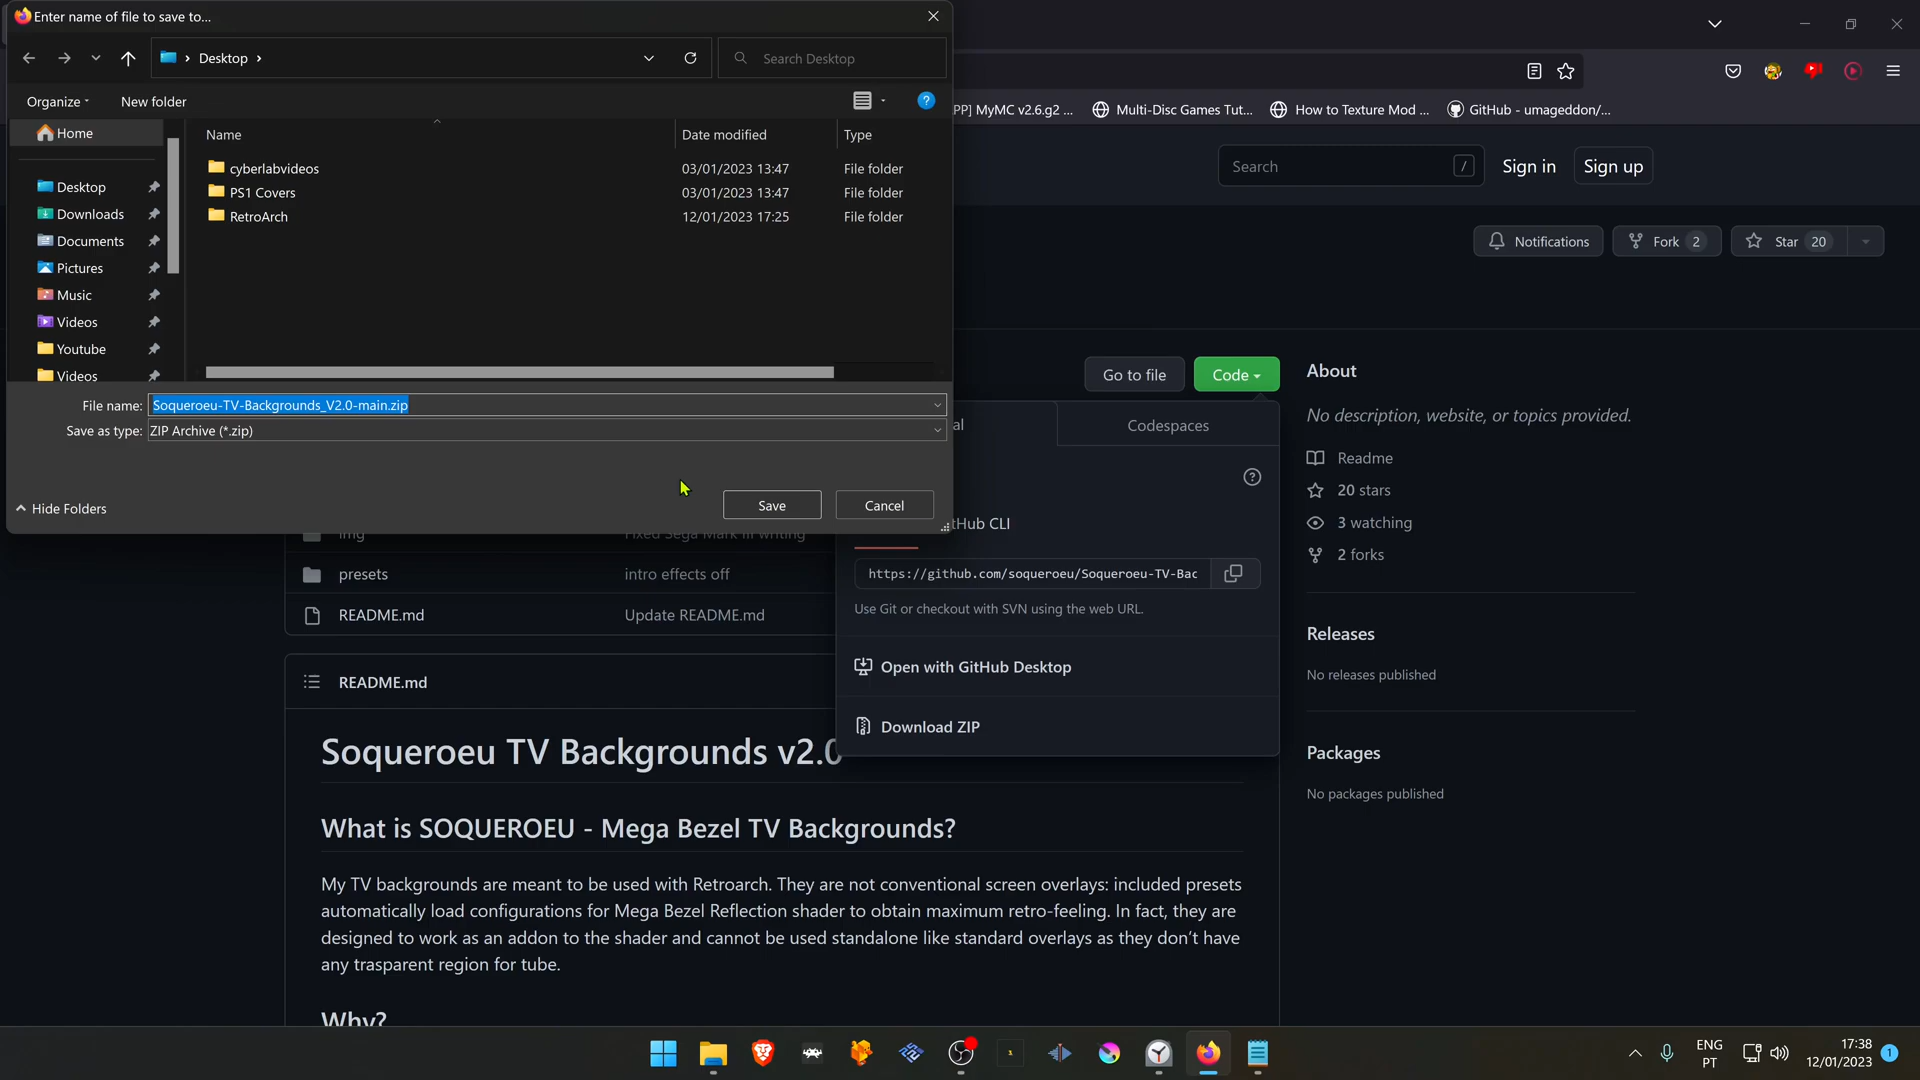 Enter name of file to save to...
Desktop
Search Desktop
Organize
New folder
PP] MyMC v2.6.g2 ...
Multi-Disc Games Tut...
How to Texture Mod ...
GitHub - umageddon/...
Home
Name
Date modified
Type
cyberlabvideos
03/01/2023 13:47
File folder
PS1 Covers
03/01/2023 13:47
File folder
RetroArch
12/01/2023 17:25
File folder
Desktop
Downloads
Documents
Pictures
Music
Videos
Youtube
Videos
Search
/
Sign in
Sign up
Notifications
Fork 2
Star 20
File name:
Soqueroeu-TV-Backgrounds_V2.0-main.zip
Save as type:
ZIP Archive (*.zip)
Hide Folders
Save
Cancel
Go to file
Code
al
Codespaces
tHub CLI
https://github.com/soqueroeu/Soqueroeu-TV-Bac
Use Git or checkout with SVN using the web URL.
Open with GitHub Desktop
Download ZIP
About
No description, website, or topics provided.
Readme
20 stars
3 watching
2 forks
Releases
No releases published
Packages
No packages published
img
Fixed Sega Mark III writing
presets
intro effects off
README.md
Update README.md
README.md
Soqueroeu TV Backgrounds v2.0
What is SOQUEROEU - Mega Bezel TV Backgrounds?
My TV backgrounds are meant to be used with Retroarch. They are not conventional screen overlays: included presets
automatically load configurations for Mega Bezel Reflection shader to obtain maximum retro-feeling. In fact, they are
designed to work as an addon to the shader and cannot be used standalone like standard overlays as they don't have
any trasparent region for tube.
Why?
ENG
PT
17:38
12/01/2023
1